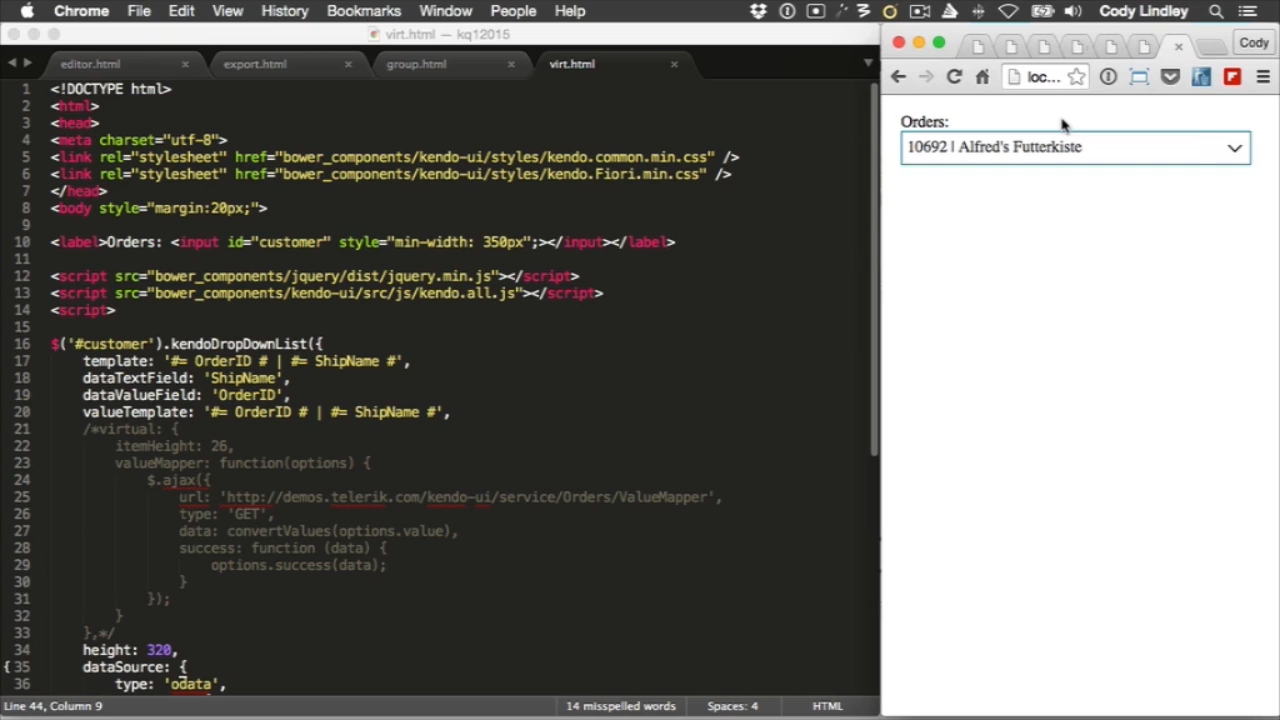 Chrome File Edit View History Bookmarks Window People Help Cody Lindley
virt.html — kq12015
editor.html × export.html × group.html × virt.html ×
Cody
loc...
1 <!DOCTYPE html>
2 <html>
3 <head>
4 <meta charset="utf-8">
5 <link rel="stylesheet" href="bower_components/kendo-ui/styles/kendo.common.min.css" />
6 <link rel="stylesheet" href="bower_components/kendo-ui/styles/kendo.Fiori.min.css" />
7 </head>
8 <body style="margin:20px;">
9
10 <label>Orders: <input id="customer" style="min-width: 350px";></input></label>
11
12 <script src="bower_components/jquery/dist/jquery.min.js"></script>
13 <script src="bower_components/kendo-ui/src/js/kendo.all.js"></script>
14 <script>
15
16 $('#customer').kendoDropDownList({
17 template: '#= OrderID # | #= ShipName #',
18 dataTextField: 'ShipName',
19 dataValueField: 'OrderID',
20 valueTemplate: '#= OrderID # | #= ShipName #',
21 /*virtual: {
22 itemHeight: 26,
23 valueMapper: function(options) {
24 $.ajax({
25 url: 'http://demos.telerik.com/kendo-ui/service/Orders/ValueMapper',
26 type: 'GET',
27 data: convertValues(options.value),
28 success: function (data) {
29 options.success(data);
30 }
31 });
32 }
33 },*/
34 height: 320,
{35 dataSource: {
36 type: 'odata',
Line 44, Column 9 14 misspelled words Spaces: 4 HTML
Orders:
10692 | Alfred's Futterkiste